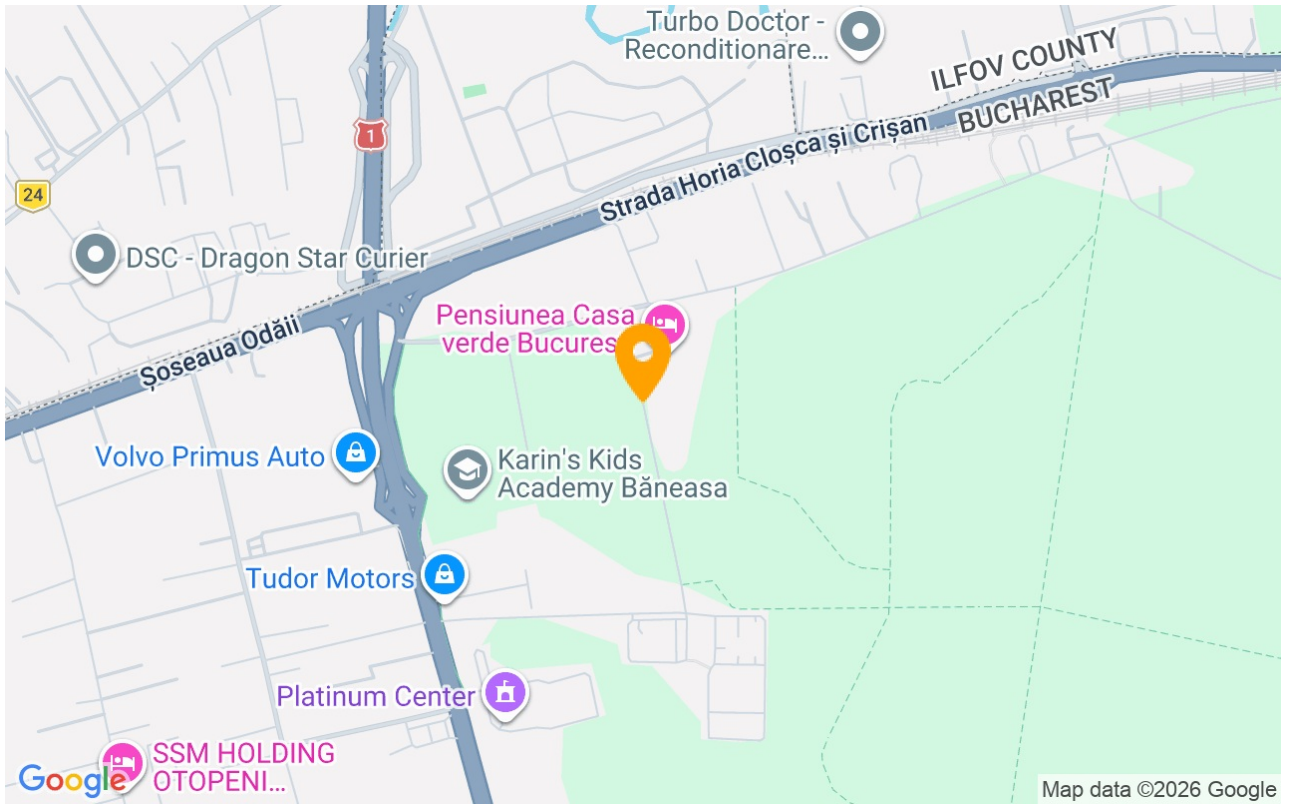 Turbo Doctor -
Reconditionare...
ILFOV COUNTY
BUCHAREST
1
24
Strada Horia Cloșca și Crișan
DSC - Dragon Star Curier
Pensiunea Casa
verde Bucures
Șoseaua Odăii
Volvo Primus Auto
Karin's Kids
Academy Băneasa
Tudor Motors
Platinum Center
SSM HOLDING
OTOPENI...
Google
Map data ©2026 Google